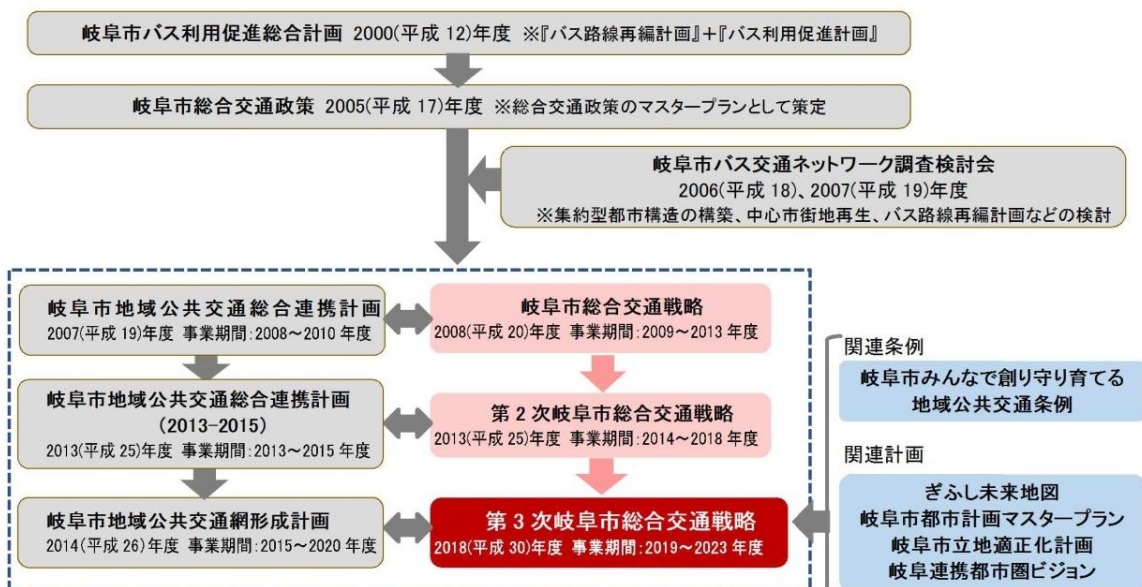 岐阜市バス利用促進総合計画 2000(平成 12)年度 ※『バス路線再編計画』+『バス利用促進計画』
岐阜市総合交通政策 2005(平成 17)年度 ※総合交通政策のマスタープランとして策定
岐阜市バス交通ネットワーク調査検討会
2006(平成 18)、2007(平成 19)年度
※集約型都市構造の構築、中心市街地再生、バス路線再編計画などの検討
岐阜市地域公共交通総合連携計画
2007(平成 19)年度 事業期間:2008~2010 年度
岐阜市総合交通戦略
2008(平成 20)年度 事業期間:2009~2013 年度
岐阜市地域公共交通総合連携計画
(2013-2015)
2013(平成 25)年度 事業期間:2013~2015 年度
第2次岐阜市総合交通戦略
2013(平成 25)年度 事業期間:2014~2018 年度
岐阜市地域公共交通網形成計画
2014(平成 26)年度 事業期間:2015~2020 年度
第3次岐阜市総合交通戦略
2018(平成 30)年度 事業期間:2019~2023 年度
関連条例
岐阜市みんなで創り守り育てる
地域公共交通条例
関連計画
ぎふし未来地図
岐阜市都市計画マスタープラン
岐阜市立地適正化計画
岐阜連携都市圏ビジョン